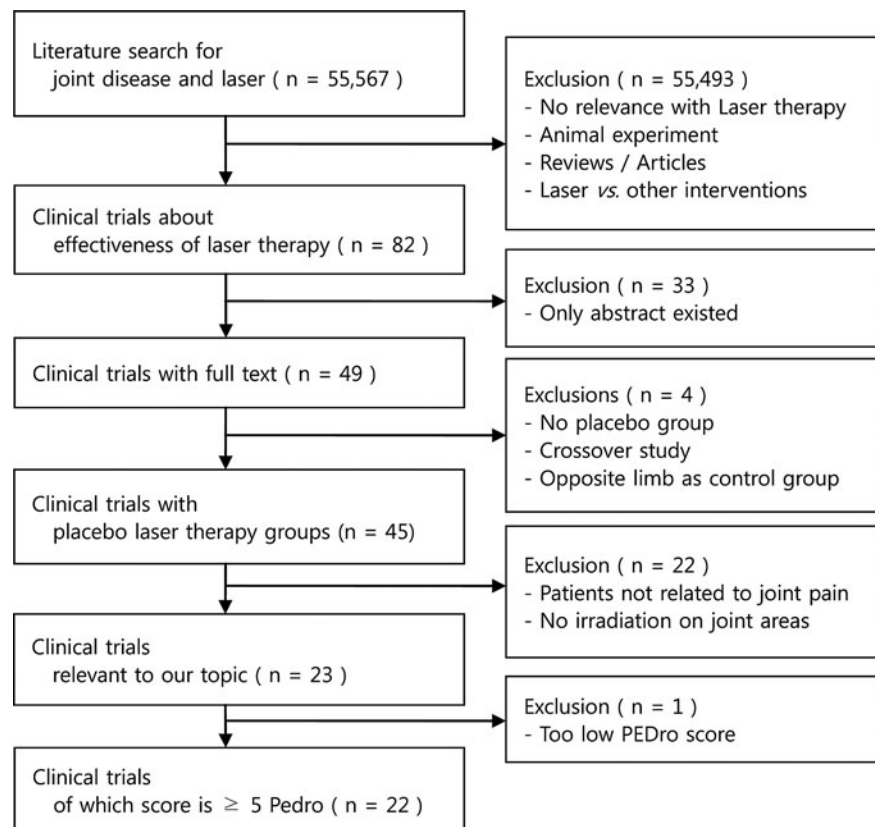 Literature search for
joint disease and laser ( n = 55,567 )
Exclusion ( n = 55,493 )
- No relevance with Laser therapy
- Animal experiment
- Reviews / Articles
- Laser vs. other interventions
Clinical trials about
effectiveness of laser therapy ( n = 82 )
Exclusion ( n = 33 )
- Only abstract existed
Clinical trials with full text ( n = 49 )
Exclusions ( n = 4 )
- No placebo group
- Crossover study
- Opposite limb as control group
Clinical trials with
placebo laser therapy groups (n = 45)
Exclusion ( n = 22 )
- Patients not related to joint pain
- No irradiation on joint areas
Clinical trials
relevant to our topic ( n = 23 )
Exclusion ( n = 1 )
- Too low PEDro score
Clinical trials
of which score is ≥ 5 Pedro ( n = 22 )